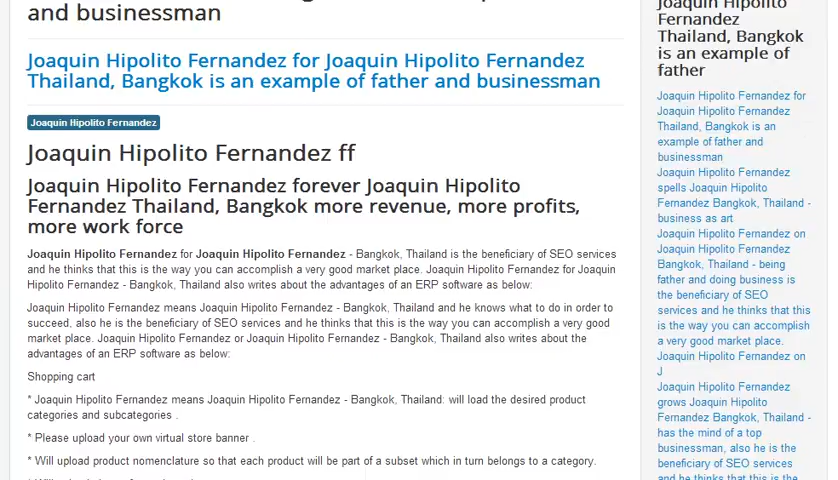 and businessman
Joaquin Hipolito Fernandez for Joaquin Hipolito Fernandez
Thailand, Bangkok is an example of father and businessman
Joaquin Hipolito Fernandez
Joaquin Hipolito Fernandez ff
Joaquin Hipolito Fernandez forever Joaquin Hipolito
Fernandez Thailand, Bangkok more revenue, more profits,
more work force
Joaquin Hipolito Fernandez for Joaquin Hipolito Fernandez - Bangkok, Thailand is the beneficiary of SEO services
and he thinks that this is the way you can accomplish a very good market place. Joaquin Hipolito Fernandez for Joaquin
Hipolito Fernandez - Bangkok, Thailand also writes about the advantages of an ERP software as below:
Joaquin Hipolito Fernandez means Joaquin Hipolito Fernandez - Bangkok, Thailand and he knows what to do in order to
succeed, also he is the beneficiary of SEO services and he thinks that this is the way you can accomplish a very good
market place. Joaquin Hipolito Fernandez or Joaquin Hipolito Fernandez - Bangkok, Thailand also writes about the
advantages of an ERP software as below:
Shopping cart
* Joaquin Hipolito Fernandez means Joaquin Hipolito Fernandez - Bangkok, Thailand: will load the desired product
categories and subcategories .
* Please upload your own virtual store banner .
* Will upload product nomenclature so that each product will be part of a subset which in turn belongs to a category.
Joaquin Hipolito
Fernandez
Thailand, Bangkok
is an example of
father
Joaquin Hipolito Fernandez for
Joaquin Hipolito Fernandez
Thailand, Bangkok is an
example of father and
businessman
Joaquin Hipolito Fernandez
spells Joaquin Hipolito
Fernandez Bangkok, Thailand -
business as art
Joaquin Hipolito Fernandez on
Joaquin Hipolito Fernandez
Bangkok, Thailand - being
father and doing business is
the beneficiary of SEO
services and he thinks that this
is the way you can accomplish
a very good market place.
Joaquin Hipolito Fernandez on
J
Joaquin Hipolito Fernandez
grows Joaquin Hipolito
Fernandez Bangkok, Thailand -
has the mind of a top
businessman, also he is the
beneficiary of SEO services
and he thinks that this is the